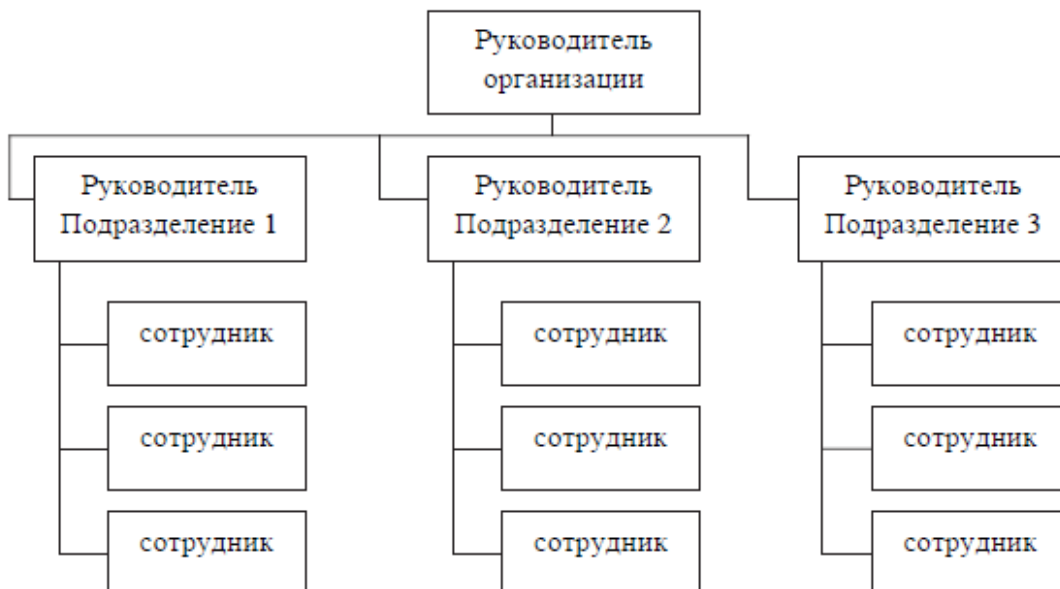 Руководитель
организации
Руководитель
Подразделение 1
Руководитель
Подразделение 2
Руководитель
Подразделение 3
сотрудник
сотрудник
сотрудник
сотрудник
сотрудник
сотрудник
сотрудник
сотрудник
сотрудник